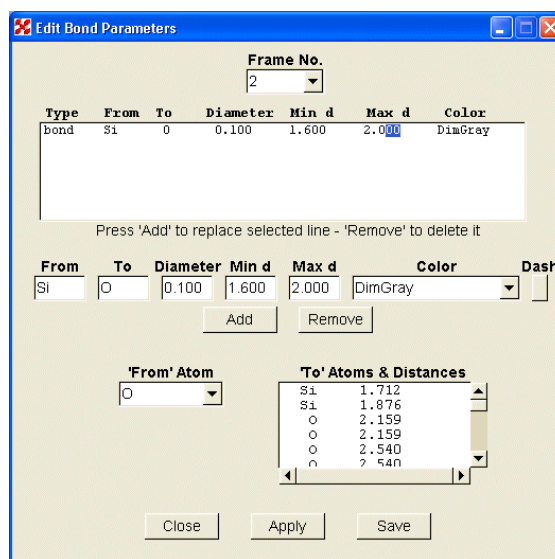 Edit Bond Parameters
Frame No.
2
Type From To Diameter Min d Max d Color
bond Si O 0.100 1.600 2.000 DimGray
Press 'Add' to replace selected line - 'Remove' to delete it
From To Diameter Min d Max d Color Dash
Si O 0.100 1.600 2.000 DimGray
Add Remove
'From' Atom 'To' Atoms & Distances
O
Si 1.712
Si 1.876
O 2.159
O 2.159
O 2.540
O 2.540
Close Apply Save